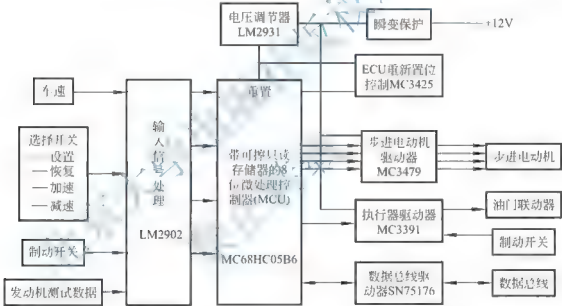 电压调节器
LM2931
瞬变保护
+12V
ECU重新置位
控制MC3425
车速
选择开关
— 设置
— 恢复
— 加速
— 减速
制动开关
发动机测试数据
输
入
信
号
处
理
LM2902
重置
带可擦只读
存储器的8
位微处理控
制器(MCU)
MC68HC05B6
步进电动机
驱动器
MC3479
步进电动机
执行器驱动器
MC3391
油门联动器
制动开关
数据总线驱
动器SN75176
数据总线